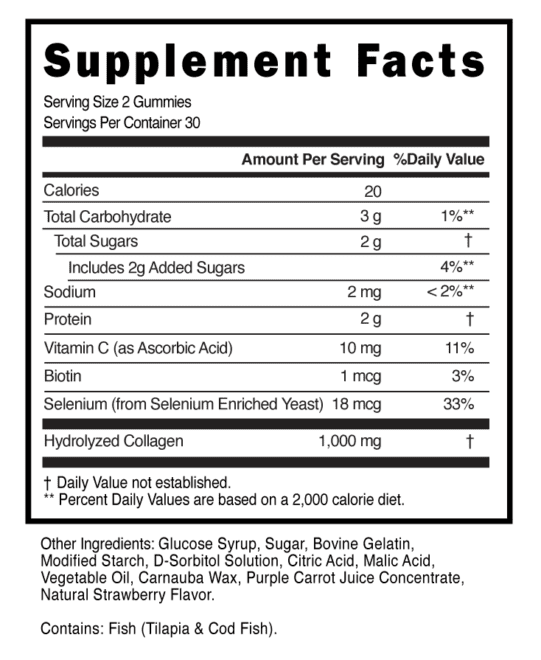 Supplement Facts
Serving Size 2 Gummies
Servings Per Container 30
Amount Per Serving %Daily Value
Calories 20
Total Carbohydrate 3 g 1%**
Total Sugars 2 g †
Includes 2g Added Sugars 4%**
Sodium 2 mg < 2%**
Protein 2 g †
Vitamin C (as Ascorbic Acid) 10 mg 11%
Biotin 1 mcg 3%
Selenium (from Selenium Enriched Yeast) 18 mcg 33%
Hydrolyzed Collagen 1,000 mg †
† Daily Value not established.
** Percent Daily Values are based on a 2,000 calorie diet.
Other Ingredients: Glucose Syrup, Sugar, Bovine Gelatin,
Modified Starch, D-Sorbitol Solution, Citric Acid, Malic Acid,
Vegetable Oil, Carnauba Wax, Purple Carrot Juice Concentrate,
Natural Strawberry Flavor.
Contains: Fish (Tilapia & Cod Fish).